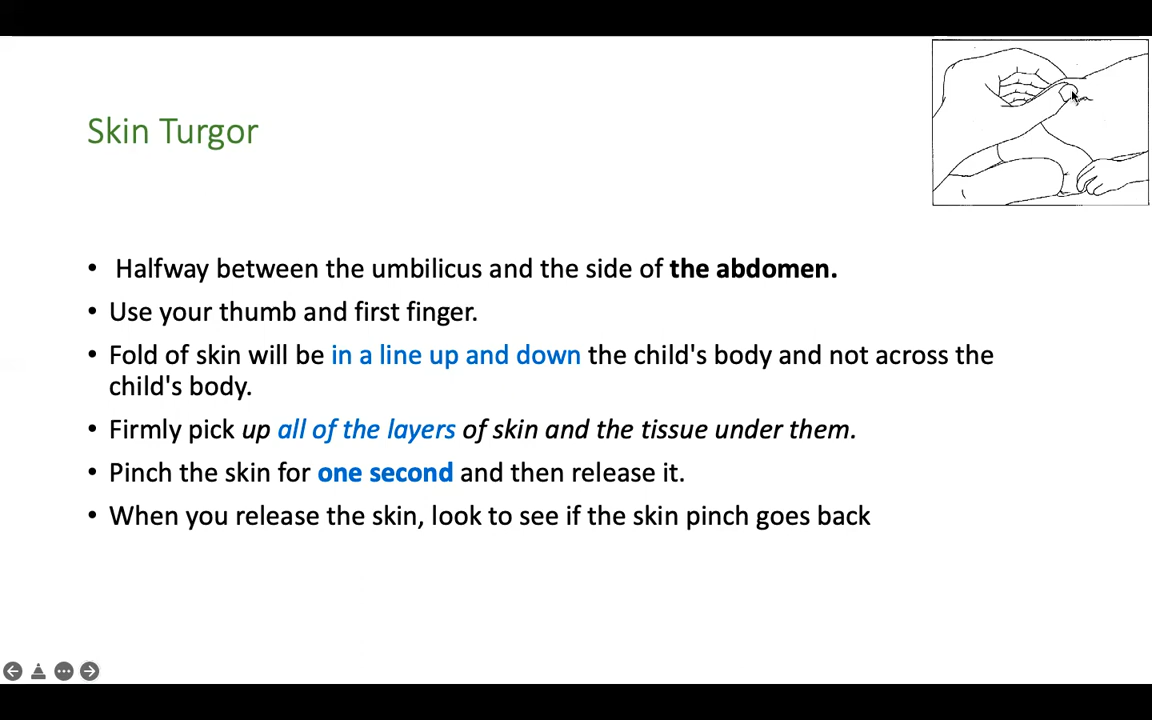 Skin Turgor
• Halfway between the umbilicus and the side of the abdomen.
• Use your thumb and first finger.
• Fold of skin will be in a line up and down the child's body and not across the
child's body.
• Firmly pick up all of the layers of skin and the tissue under them.
• Pinch the skin for one second and then release it.
• When you release the skin, look to see if the skin pinch goes back